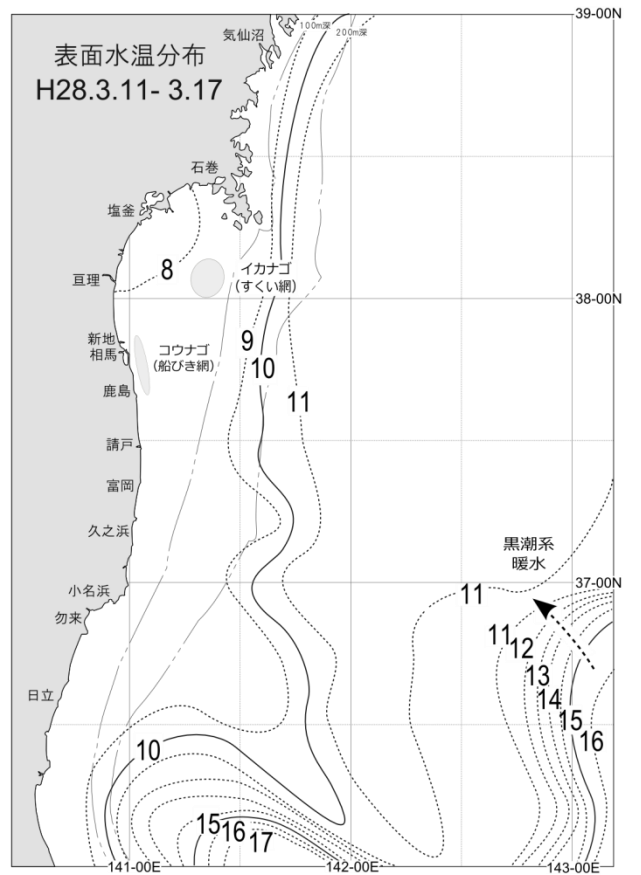 表面水温分布
H28.3.11- 3.17
気仙沼
100m深
200m深
39-00N
石巻
塩釜
8
亘理
イカナゴ
(すくい網)
38-00N
新地
相馬
コウナゴ
(船びき網)
9
10
11
鹿島
請戸
富岡
久之浜
黒潮系
暖水
小名浜
勿来
37-00N
11
11
12
13
14
15
16
日立
10
15
16
17
141-00E
142-00E
143-00E